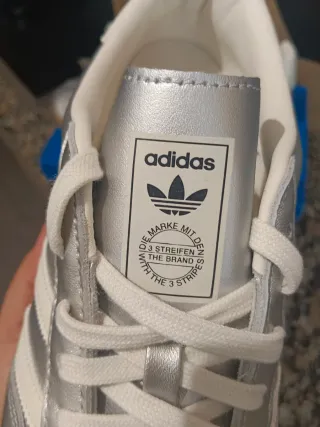 adidas
DIE MARKE MIT DEN
3 STREIFEN
THE BRAND
WITH THE 3 STRIPES